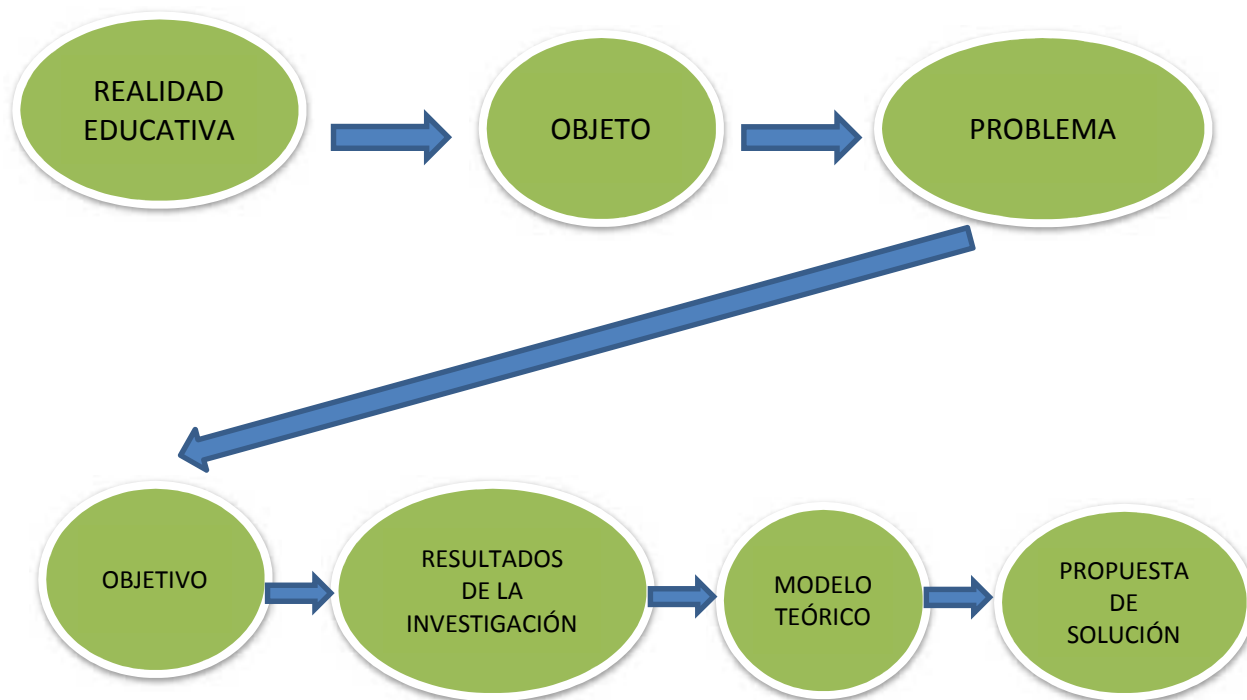 REALIDAD
EDUCATIVA
OBJETO
PROBLEMA
OBJETIVO
RESULTADOS
DE LA
INVESTIGACIÓN
MODELO
TEÓRICO
PROPUESTA
DE
SOLUCIÓN